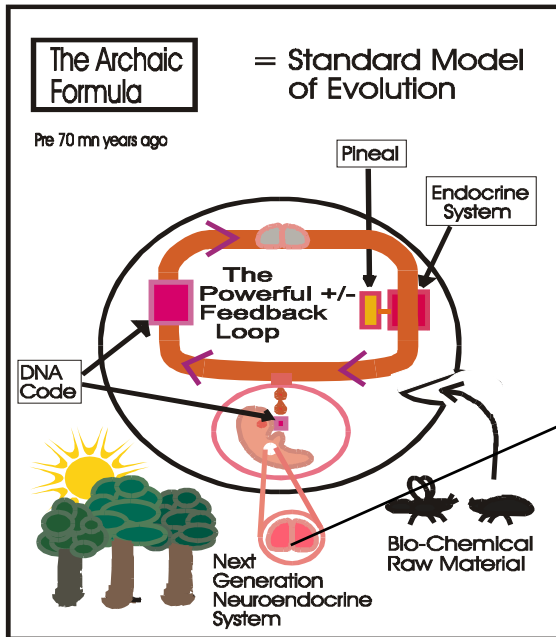 The Archaic
Formula
= Standard Model
of Evolution
Pre 70 mn years ago
Pineal
Endocrine
System
The
Powerful +/-
Feedback
Loop
DNA
Code
Bio-Chemical
Raw Material
Next
Generation
Neuroendocrine
System